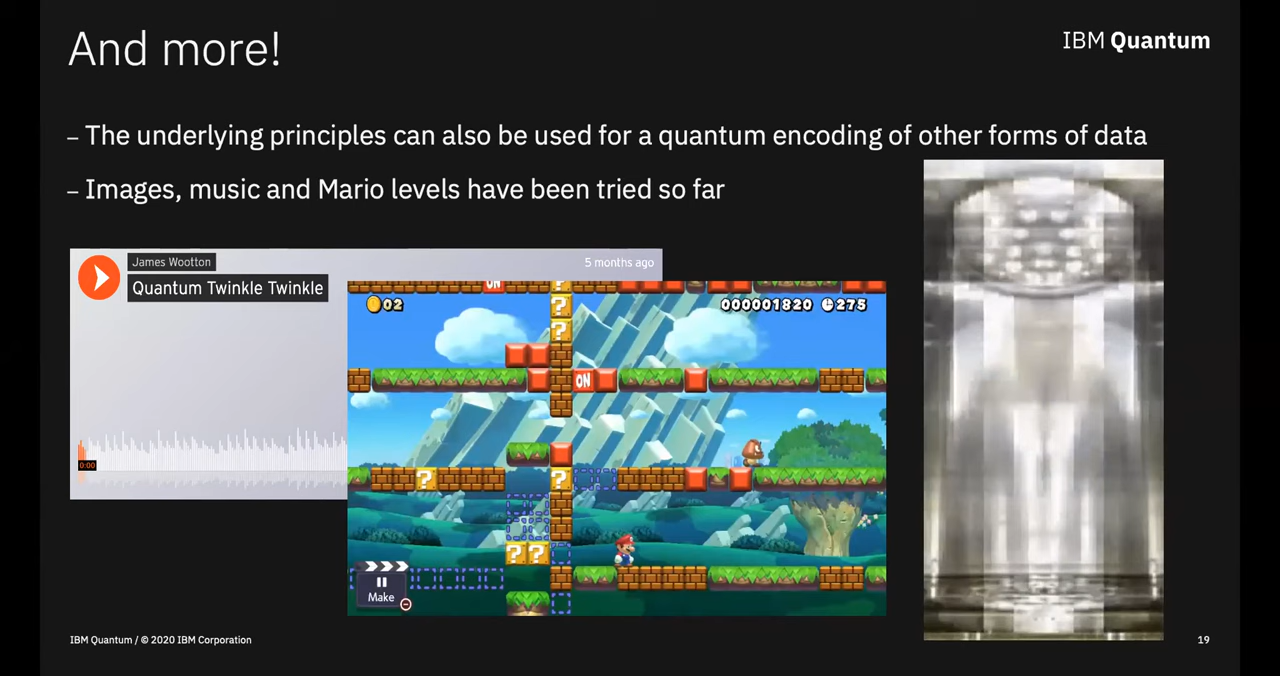 And more!
IBM Quantum
– The underlying principles can also be used for a quantum encoding of other forms of data
– Images, music and Mario levels have been tried so far
James Wootton
5 months ago
Quantum Twinkle Twinkle
ON
?
02
?
000001820
275
?
ON
?
?
? ?
0:00
Make
IBM Quantum / © 2020 IBM Corporation
19